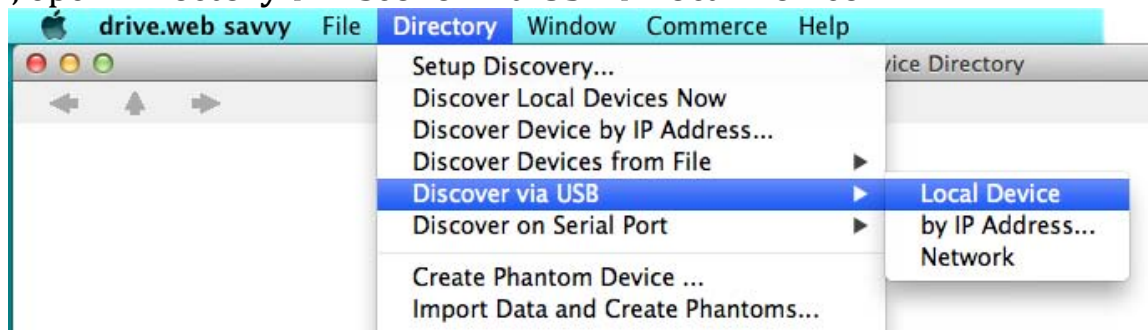 drive.web savvy File Directory Window Commerce Help
Setup Discovery...
vice Directory
Discover Local Devices Now
Discover Device by IP Address...
Discover Devices from File
Discover via USB
Local Device
Discover on Serial Port
by IP Address...
Network
Create Phantom Device ...
Import Data and Create Phantoms...